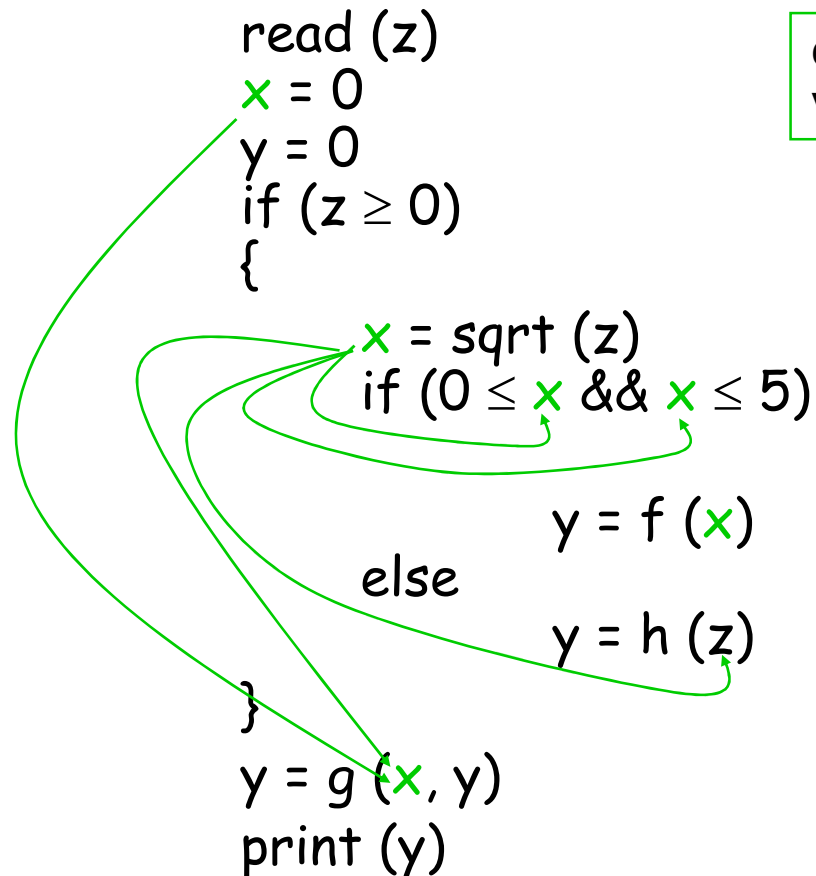 read (z)
x = 0
y = 0
if (z ≥ 0)
{
x = sqrt (z)
if (0 ≤ x && x ≤ 5)
y = f (x)
else
y = h (z)
}
y = g (x, y)
print (y)